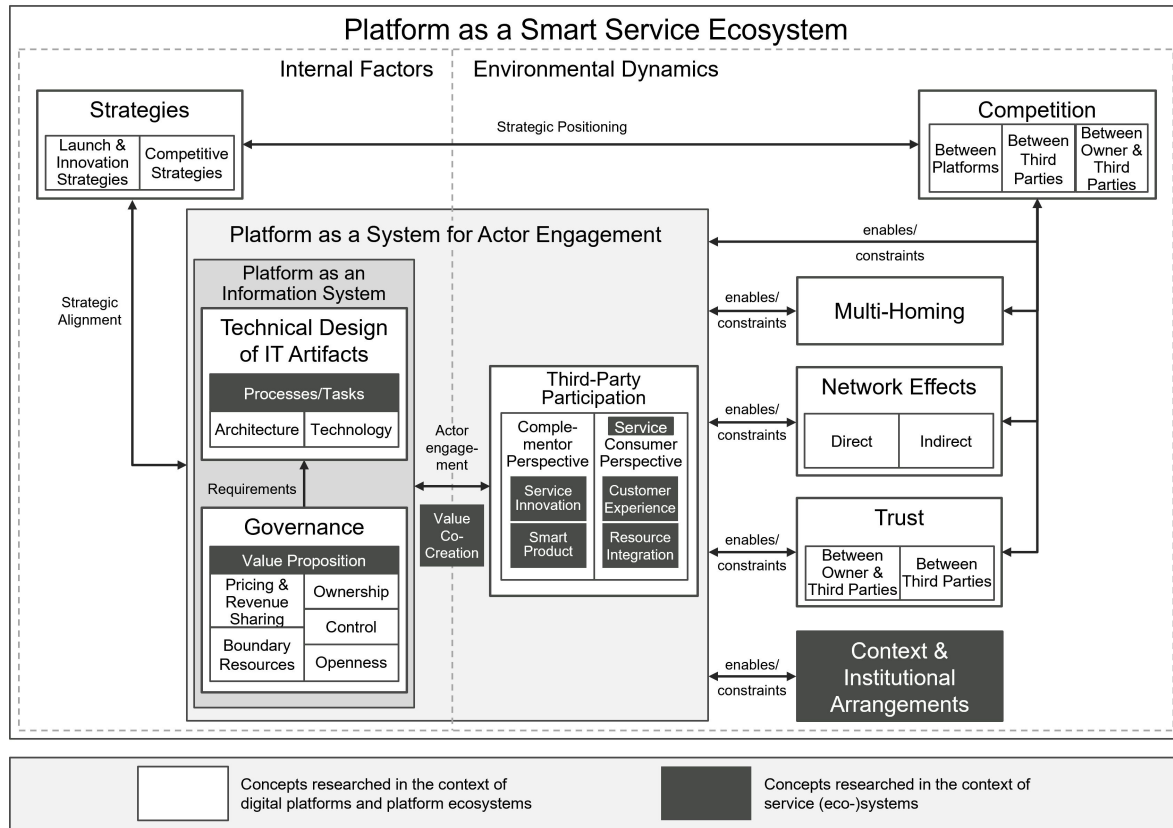 Platform as a Smart Service Ecosystem
Internal Factors
Environmental Dynamics
Strategies
Launch &
Innovation
Strategies
Competitive
Strategies
Strategic Positioning
Competition
Between
Platforms
Between
Third
Parties
Between
Owner &
Third
Parties
Strategic
Alignment
Platform as a System for Actor Engagement
Platform as an
Information System
Technical Design
of IT Artifacts
Processes/Tasks
Architecture
Technology
Requirements
Governance
Value Proposition
Pricing &
Revenue
Sharing
Boundary
Resources
Ownership
Control
Openness
Actor
engage-
ment
Value
Co-
Creation
Third-Party
Participation
Comple-
mentor
Perspective
Service
Innovation
Smart
Product
Service
Consumer
Perspective
Customer
Experience
Resource
Integration
enables/
constraints
enables/
constraints
Multi-Homing
enables/
constraints
Network Effects
Direct
Indirect
enables/
constraints
Trust
Between
Owner &
Third Parties
Between
Third Parties
enables/
constraints
Context &
Institutional
Arrangements
Concepts researched in the context of
digital platforms and platform ecosystems
Concepts researched in the context of
service (eco-)systems